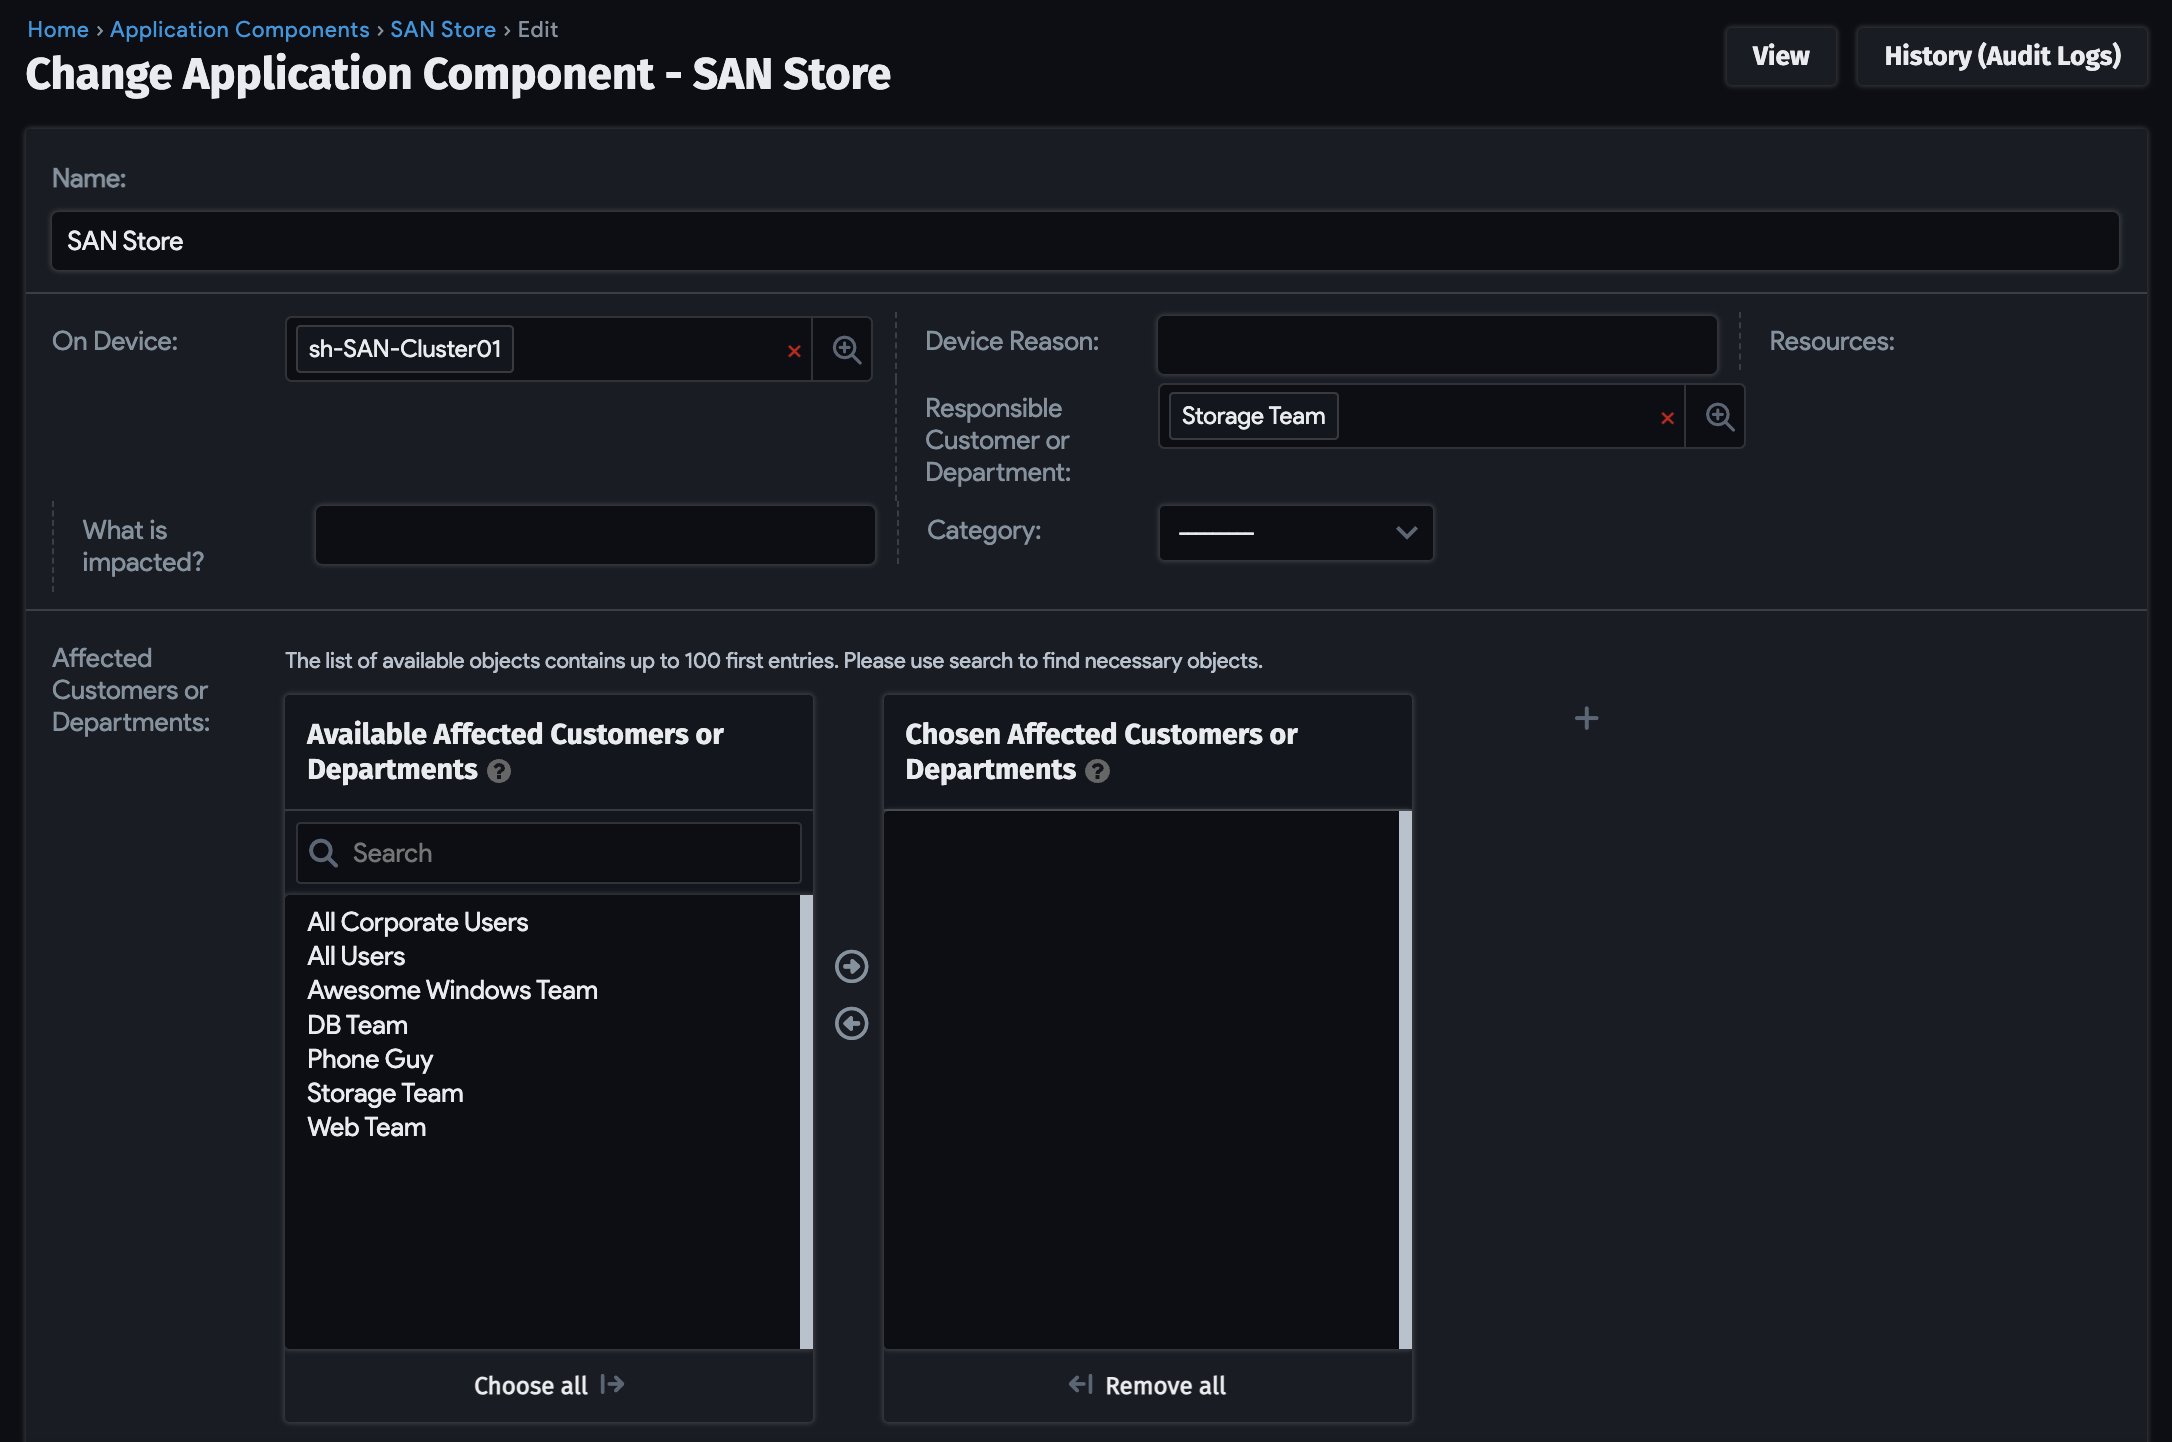 Home › Application Components › SAN Store › Edit
Change Application Component - SAN Store
View
History (Audit Logs)
Name:
SAN Store
On Device:
sh-SAN-Cluster01
Device Reason:
Resources:
Responsible
Customer or
Department:
Storage Team
What is
impacted?
Category:
Affected
Customers or
Departments:
The list of available objects contains up to 100 first entries. Please use search to find necessary objects.
Available Affected Customers or
Departments ?
Chosen Affected Customers or
Departments ?
Search
All Corporate Users
All Users
Awesome Windows Team
DB Team
Phone Guy
Storage Team
Web Team
Choose all
Remove all